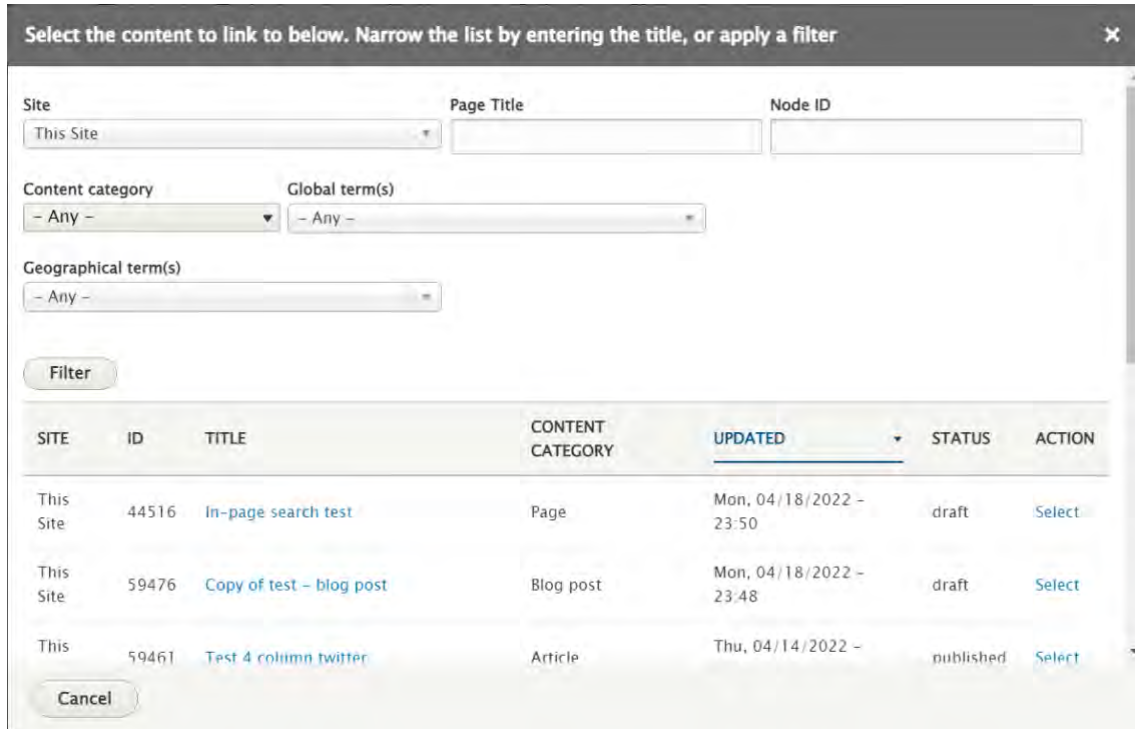 Select the content to link to below. Narrow the list by entering the title, or apply a filter ×
Site Page Title Node ID
This Site
Content category Global term(s)
– Any – – Any –
Geographical term(s)
– Any –
Filter
SITE ID TITLE CONTENT CATEGORY UPDATED STATUS ACTION
This Site 44516 In-page search test Page Mon, 04/18/2022 – 23:50 draft Select
This Site 59476 Copy of test – blog post Blog post Mon, 04/18/2022 – 23:48 draft Select
This 59461 Test 4 column twitter Article Thu, 04/14/2022 – published Select
Cancel